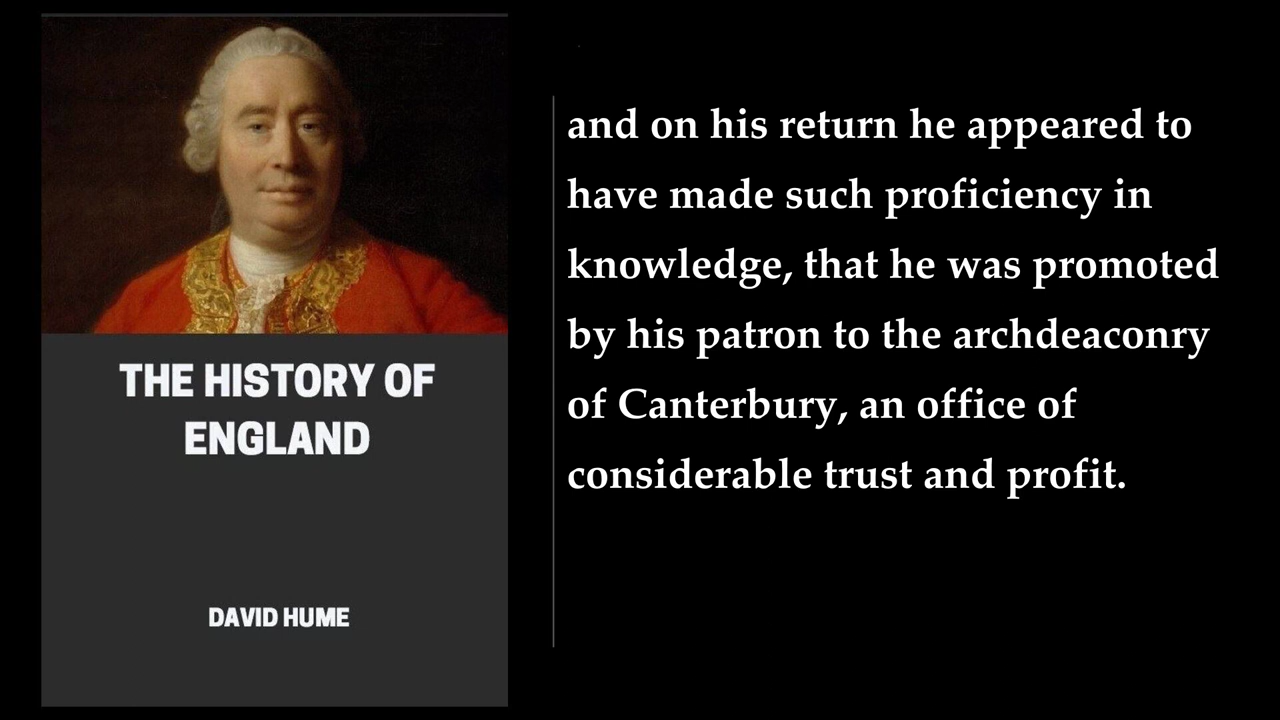 THE HISTORY OF
ENGLAND
DAVID HUME
and on his return he appeared to
have made such proficiency in
knowledge, that he was promoted
by his patron to the archdeaconry
of Canterbury, an office of
considerable trust and profit.